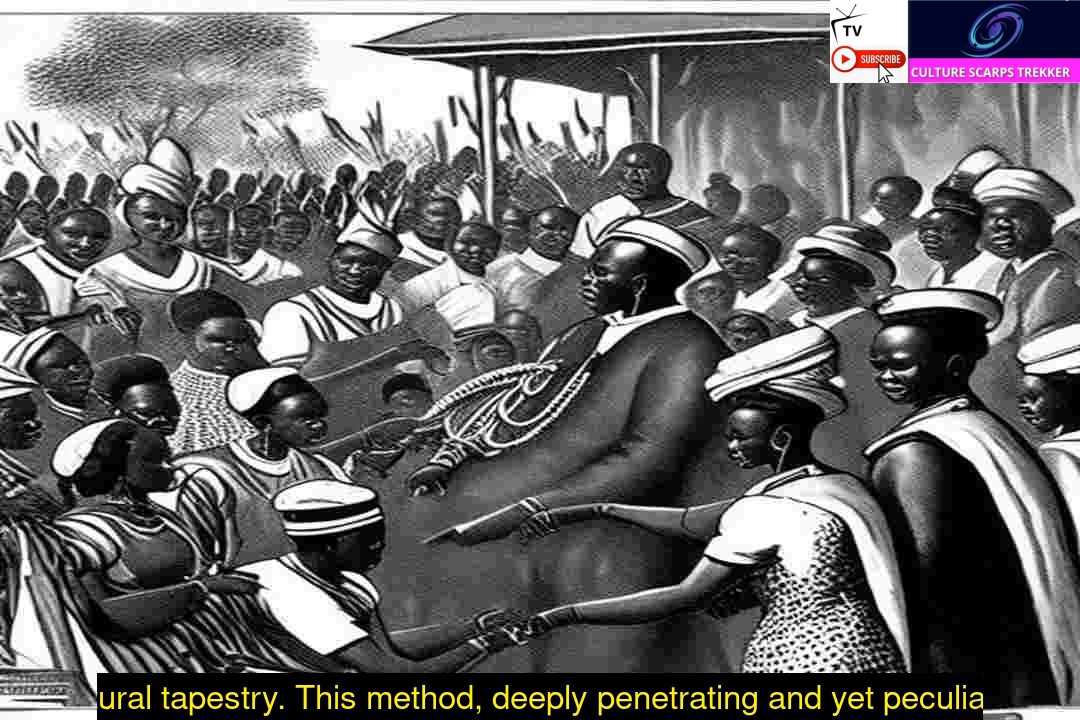 TV
SUBSCRIBE
CULTURE SCARPS TREKKER
ural tapestry. This method, deeply penetrating and yet peculia